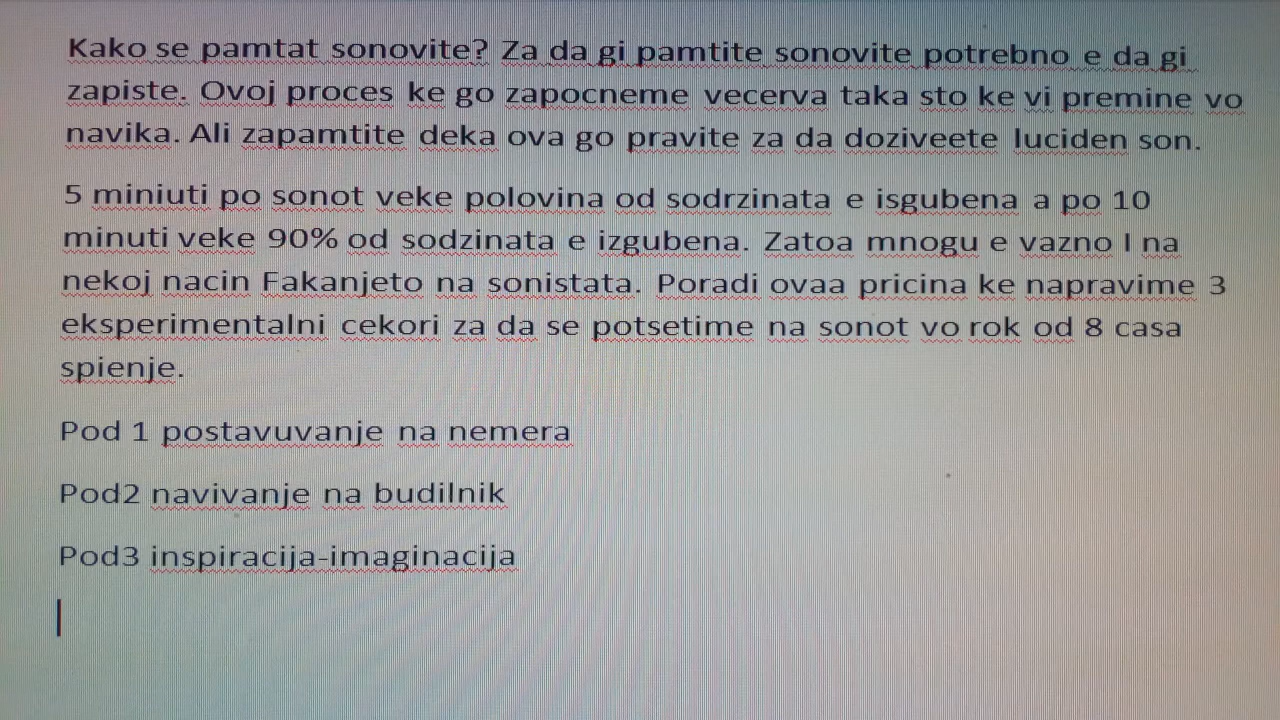 Kako se pamtat sonovite? Za da gi pamtite sonovite potrebno e da gi
zapiste. Ovoj proces ke go zapocneme vecerva taka sto ke vi premine vo
navika. Ali zapamtite deka ova go pravite za da doziveete luciden son.
5 miniuti po sonot veke polovina od sodrzinata e isgubena a po 10
minuti veke 90% od sodzinata e izgubena. Zatoa mnogu e vazno I na
nekoj nacin Fakanjeto na sonistata. Poradi ovaa pricina ke napravime 3
eksperimentalni cekori za da se potsetime na sonot vo rok od 8 casa
spienje.
Pod 1 postavuvanje na nemera
Pod2 navivanje na budilnik
Pod3 inspiracija-imaginacija